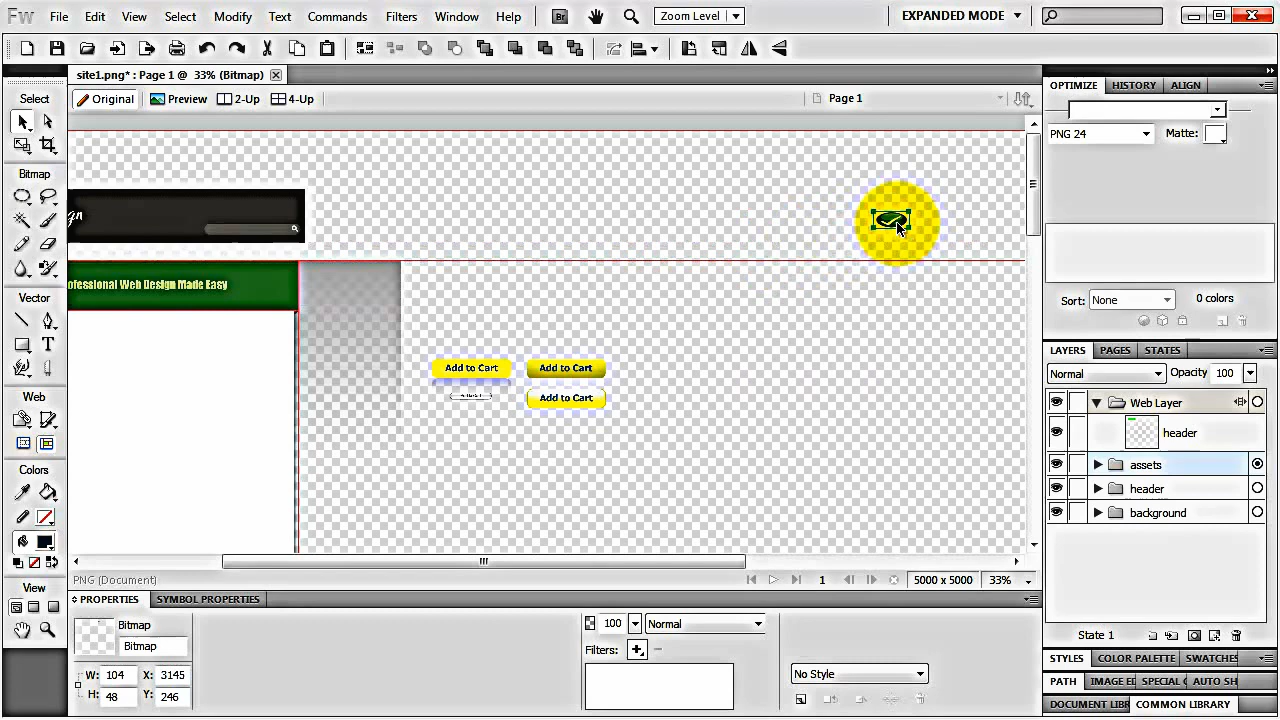 Fw File Edit View Select Modify Text Commands Filters Window Help Br Zoom Level EXPANDED MODE
site1.png* : Page 1 @ 33% (Bitmap)
Original Preview 2-Up 4-Up Page 1
Select
Bitmap
Vector
Web
Colors
View
gn
ofessional Web Design Made Easy
Add to Cart Add to Cart
Add to Cart
PNG (Document) 1 5000 x 5000 33%
PROPERTIES SYMBOL PROPERTIES
Bitmap
Bitmap
W: 104 X: 3145
H: 48 Y: 246
100 Normal
Filters:
No Style
OPTIMIZE HISTORY ALIGN
PNG 24 Matte:
Sort: None 0 colors
LAYERS PAGES STATES
Normal Opacity 100
Web Layer
header
assets
header
background
State 1
STYLES COLOR PALETTE SWATCHES
PATH IMAGE ED SPECIAL C AUTO SH
DOCUMENT LIBR COMMON LIBRARY